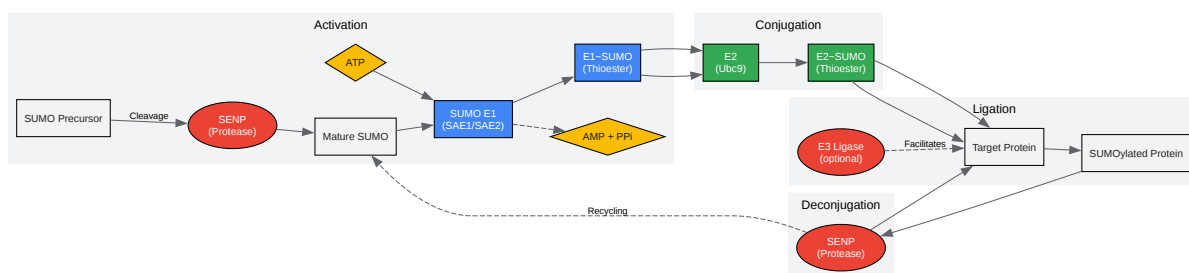 Activation
SUMO Precursor
Cleavage
SENP
(Protease)
ATP
Mature SUMO
SUMO E1
(SAE1/SAE2)
E1~SUMO
(Thioester)
AMP + PPi
Conjugation
E2
(Ubc9)
E2~SUMO
(Thioester)
Ligation
E3 Ligase
(optional)
Facilitates
Target Protein
SUMOylated Protein
Deconjugation
SENP
(Protease)
Recycling